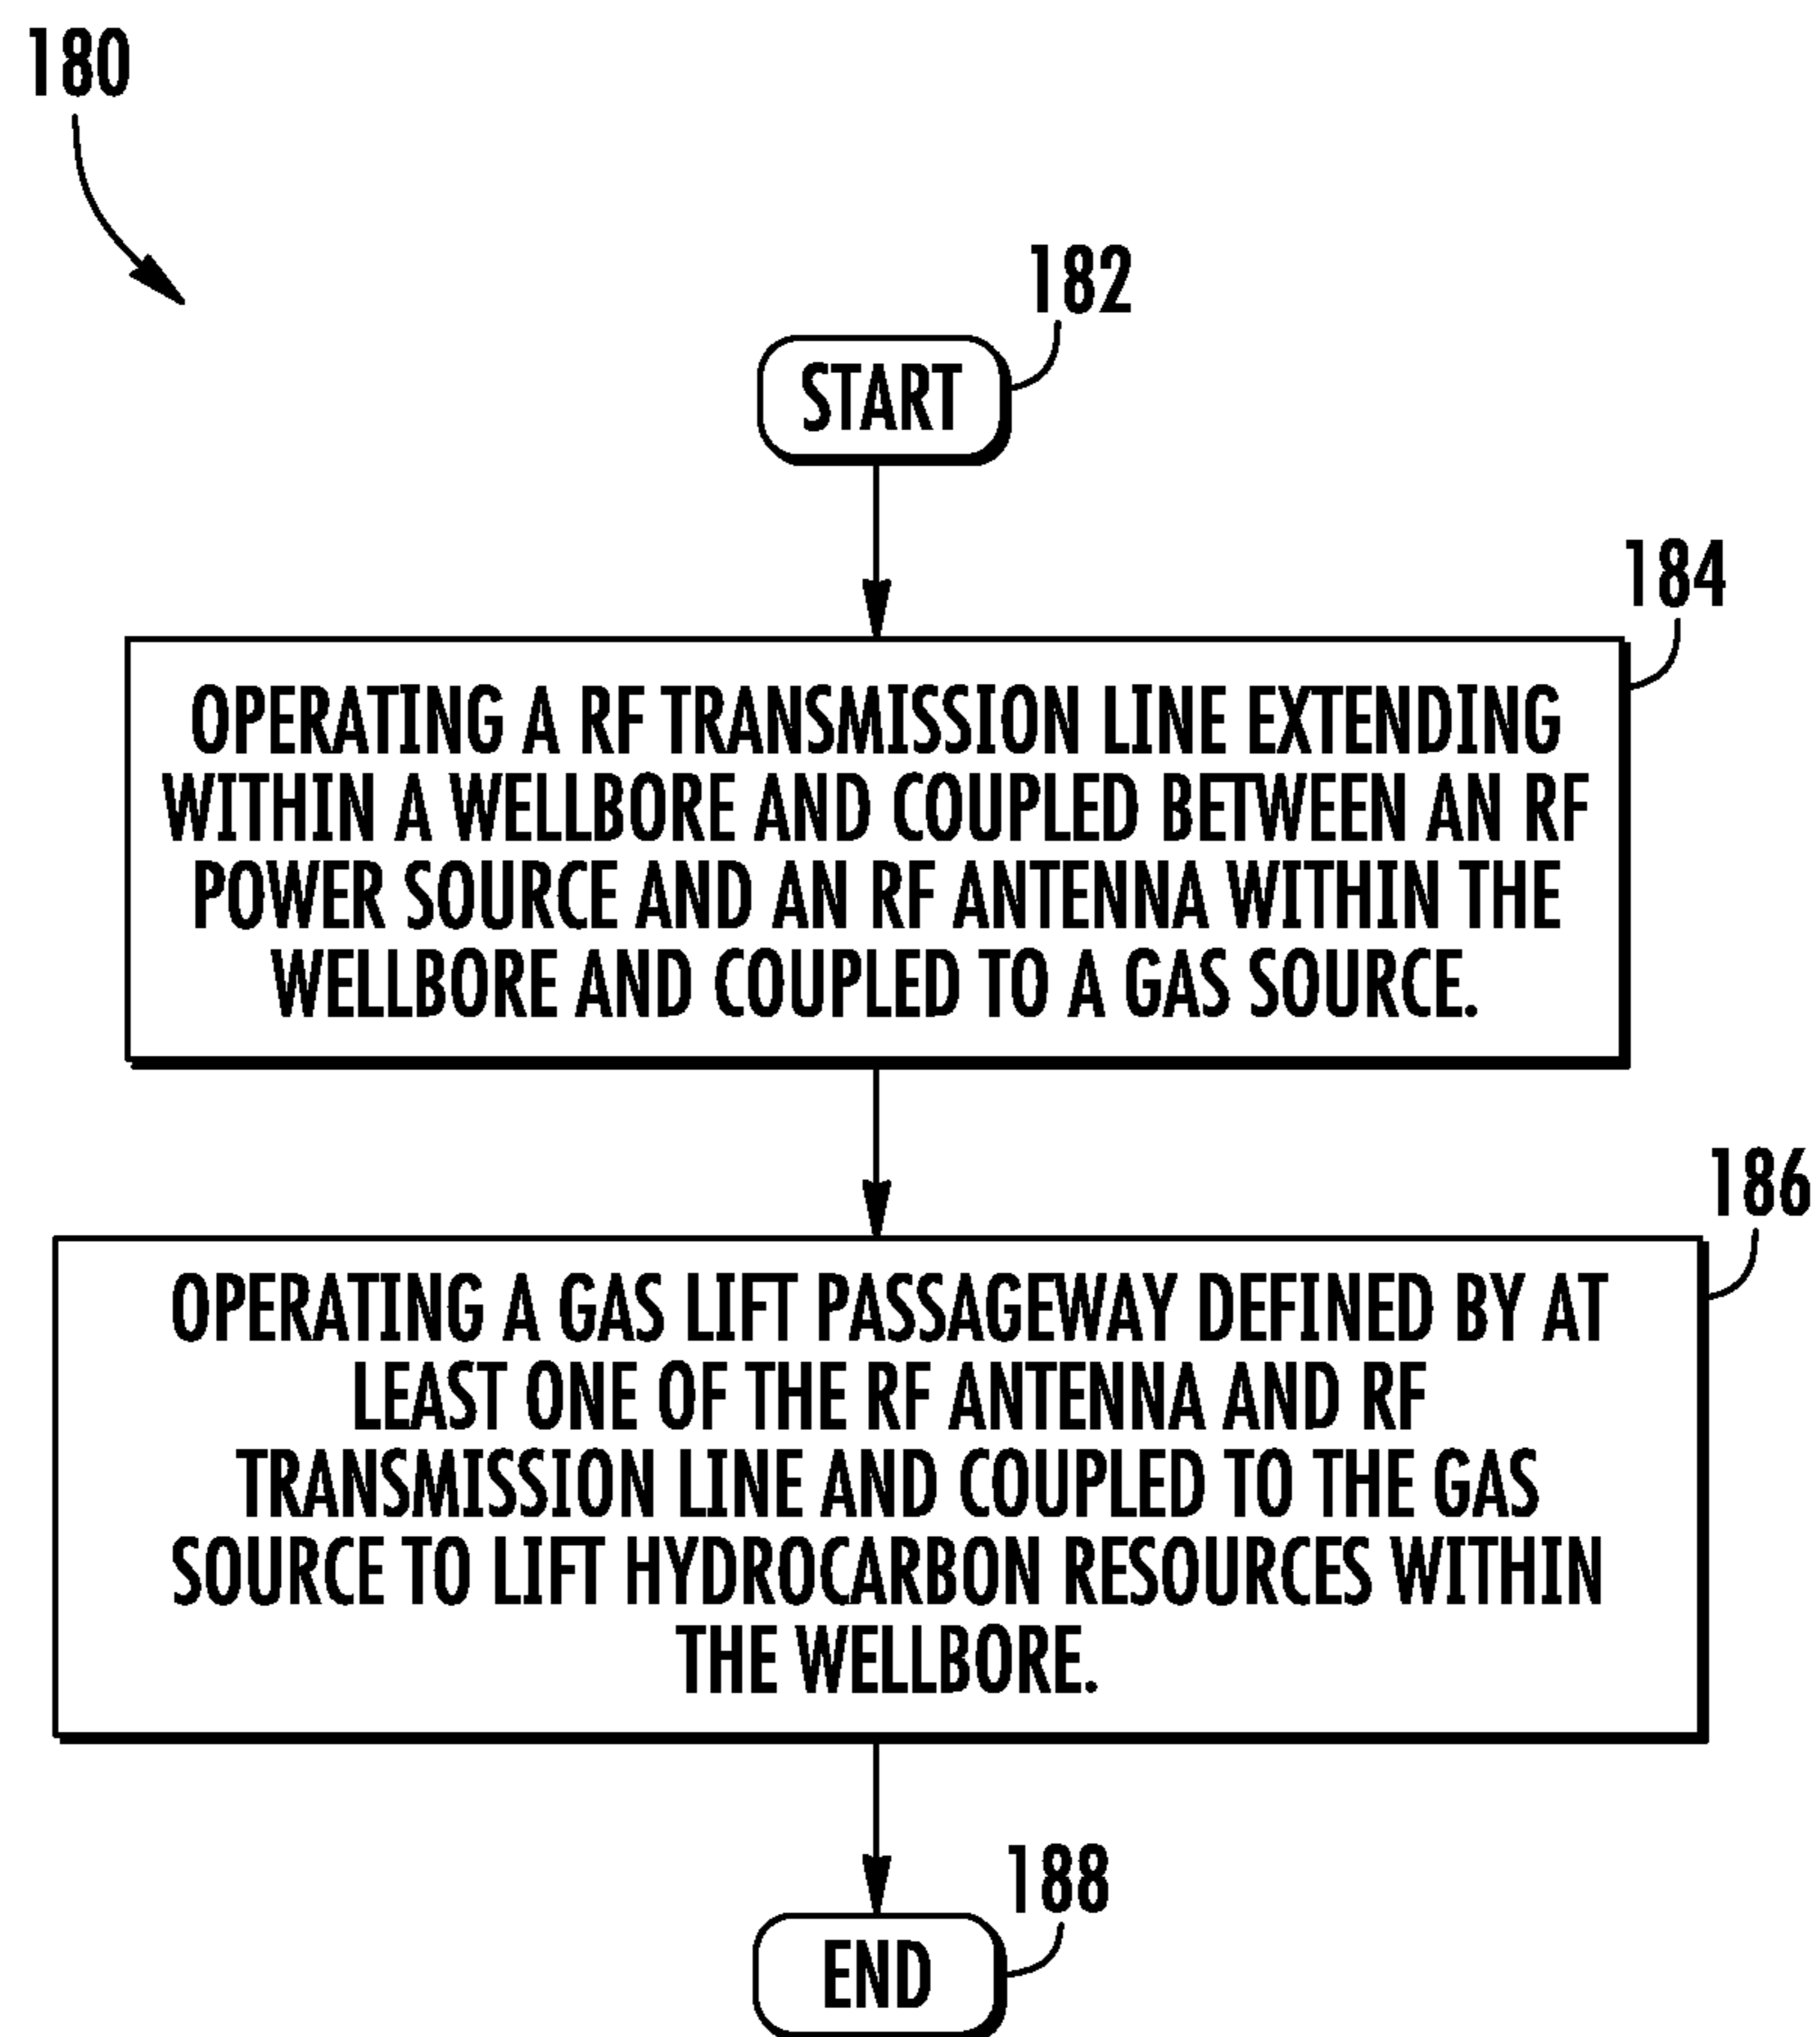 180
182
START
184
OPERATING A RF TRANSMISSION LINE EXTENDING
WITHIN A WELLBORE AND COUPLED BETWEEN AN RF
POWER SOURCE AND AN RF ANTENNA WITHIN THE
WELLBORE AND COUPLED TO A GAS SOURCE.
186
OPERATING A GAS LIFT PASSAGEWAY DEFINED BY AT
LEAST ONE OF THE RF ANTENNA AND RF
TRANSMISSION LINE AND COUPLED TO THE GAS
SOURCE TO LIFT HYDROCARBON RESOURCES WITHIN
THE WELLBORE.
188
END